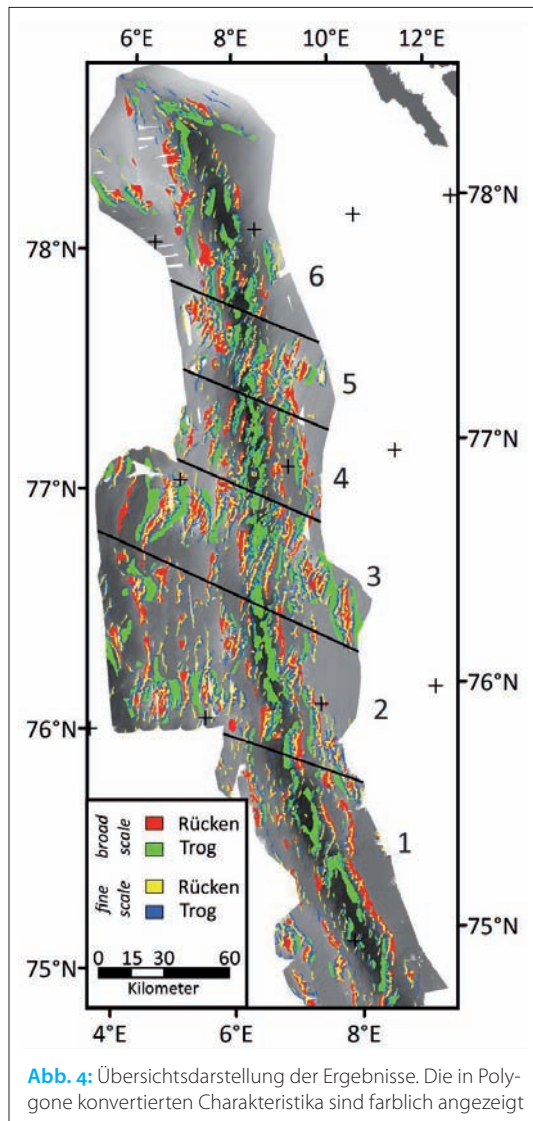 6°E 8°E 10°E 12°E
78°N
78°N
6
5
77°N
4
77°N
3
76°N
2
76°N
1
broad scale
Rücken
Trog
fine scale
Rücken
Trog
75°N
0 15 30 60
Kilometer
75°N
4°E 6°E 8°E
Abb. 4: Übersichtsdarstellung der Ergebnisse. Die in Poly-
gone konvertierten Charakteristika sind farblich angezeigt